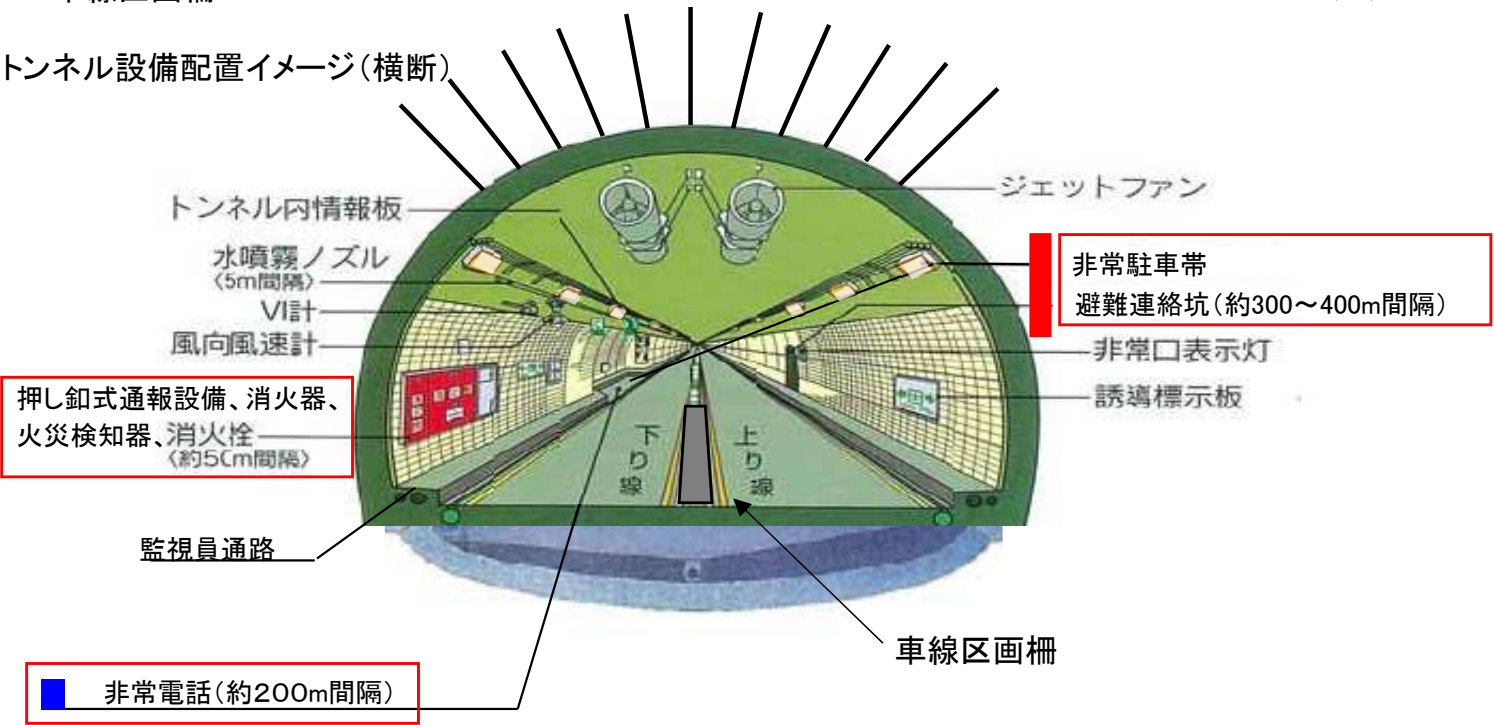 トンネル設備配置イメージ(横断)
トンネル内情報板
水噴霧ノズル
〈5m間隔〉
VI計
風向風速計
押し釦式通報設備、消火器、
火災検知器、消火栓
〈約50m間隔〉
監視員通路
非常電話(約200m間隔)
ジェットファン
非常駐車帯
避難連絡坑(約300～400m間隔)
非常口表示灯
誘導標示板
下り線
上り線
車線区画柵